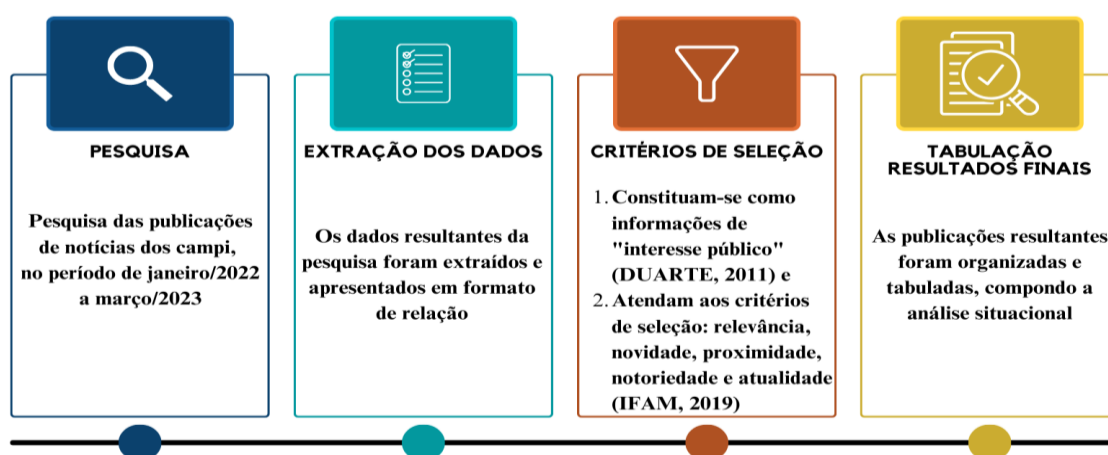 PESQUISA
Pesquisa das publicações
de notícias dos campi,
no período de janeiro/2022
a março/2023
EXTRAÇÃO DOS DADOS
Os dados resultantes da
pesquisa foram extraídos e
apresentados em formato
de relação
CRITÉRIOS DE SELEÇÃO
1. Constituam-se como
informações de
"interesse público"
(DUARTE, 2011) e
2. Atendam aos critérios
de seleção: relevância,
novidade, proximidade,
notoriedade e atualidade
(IFAM, 2019)
TABULAÇÃO
RESULTADOS FINAIS
As publicações resultantes
foram organizadas e
tabuladas, compondo a
análise situacional